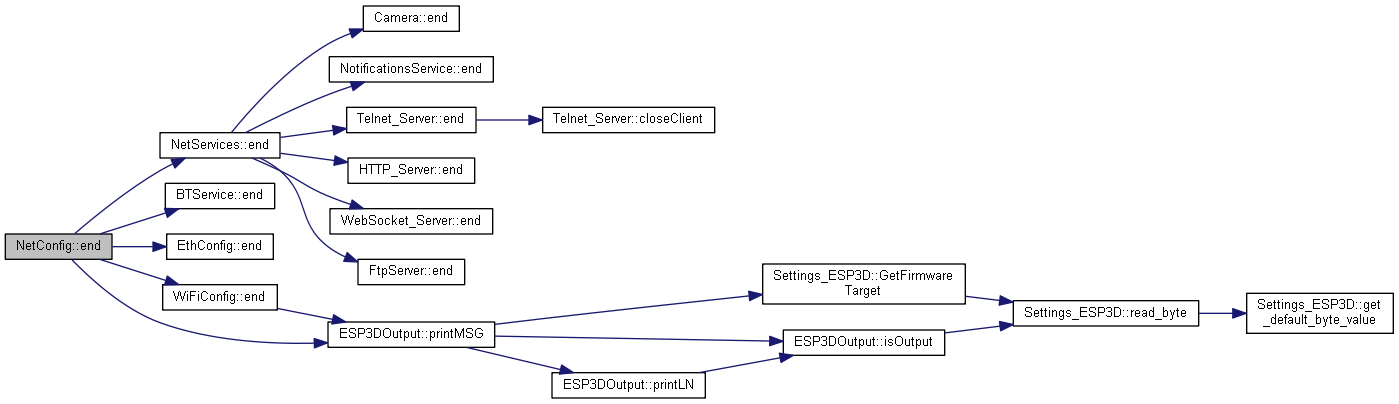 Camera::end
NotificationsService::end
Telnet_Server::end
Telnet_Server::closeClient
NetServices::end
HTTP_Server::end
BTService::end
WebSocket_Server::end
NetConfig::end
EthConfig::end
FtpServer::end
WiFiConfig::end
Settings_ESP3D::GetFirmware
Target
ESP3DOutput::printMSG
Settings_ESP3D::read_byte
Settings_ESP3D::get
_default_byte_value
ESP3DOutput::isOutput
ESP3DOutput::printLN